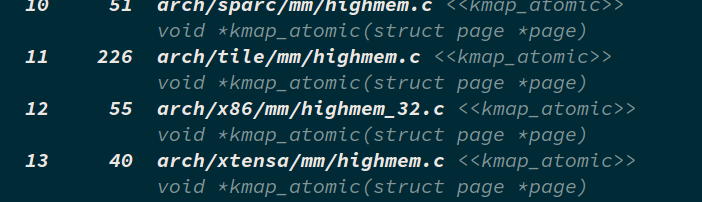 10 51 arch/sparc/mm/highmem.c <<kmap_atomic>>
void *kmap_atomic(struct page *page)
11 226 arch/tile/mm/highmem.c <<kmap_atomic>>
void *kmap_atomic(struct page *page)
12 55 arch/x86/mm/highmem_32.c <<kmap_atomic>>
void *kmap_atomic(struct page *page)
13 40 arch/xtensa/mm/highmem.c <<kmap_atomic>>
void *kmap_atomic(struct page *page)